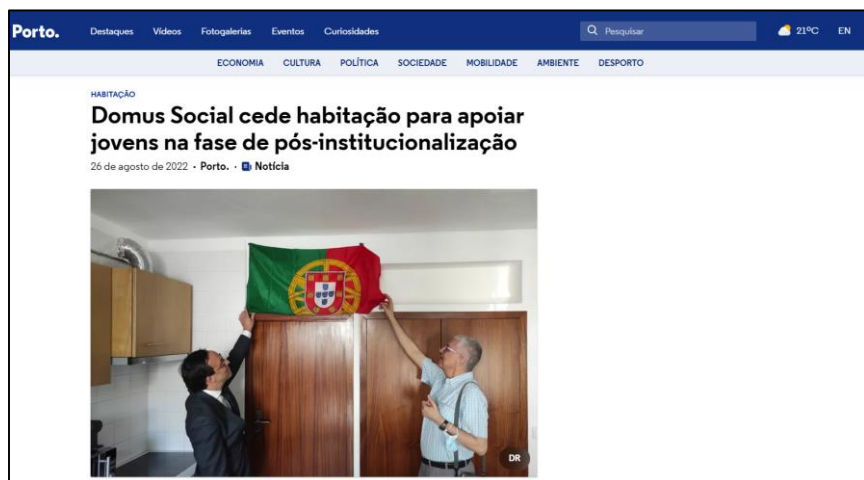 Porto.
Destaques Vídeos Fotogalerias Eventos Curiosidades
Pesquisar
21ºC
EN
ECONOMIA CULTURA POLÍTICA SOCIEDADE MOBILIDADE AMBIENTE DESPORTO
HABITAÇÃO
Domus Social cede habitação para apoiar
jovens na fase de pós-institucionalização
26 de agosto de 2022 • Porto. • Notícia
DR